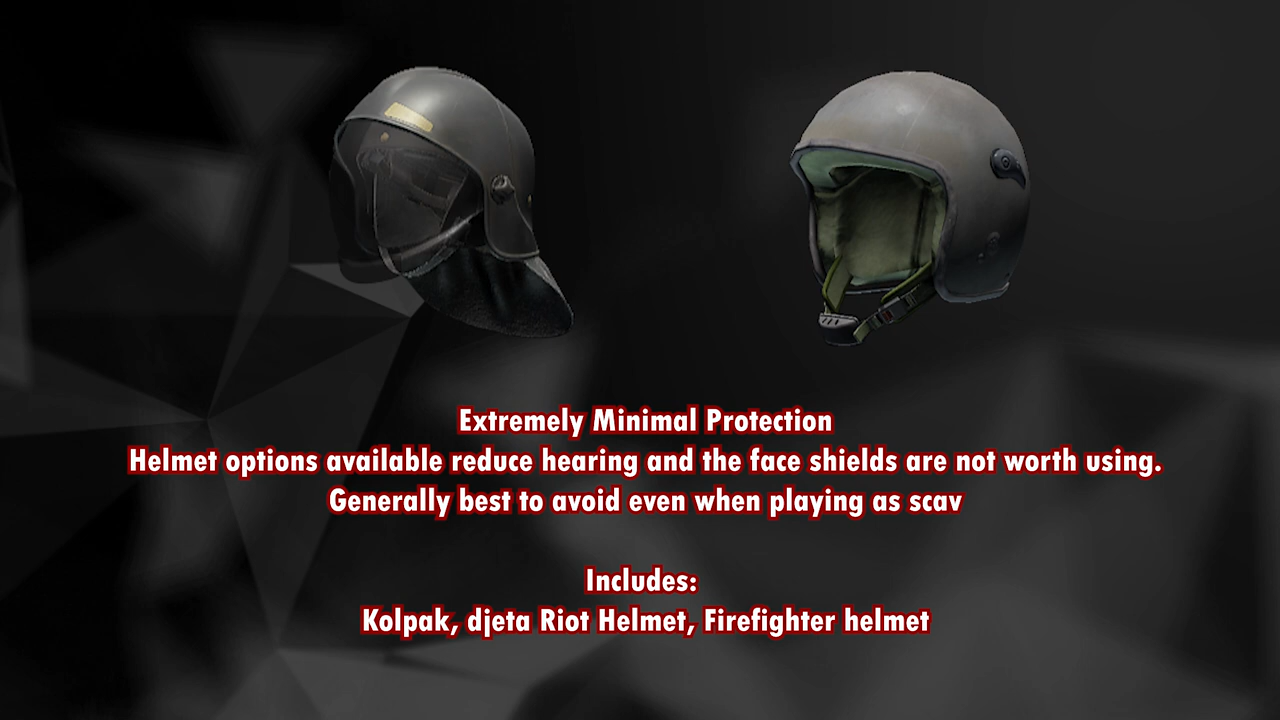 Extremely Minimal Protection
Helmet options available reduce hearing and the face shields are not worth using.
Generally best to avoid even when playing as scav
Includes:
Kolpak, djeta Riot Helmet, Firefighter helmet